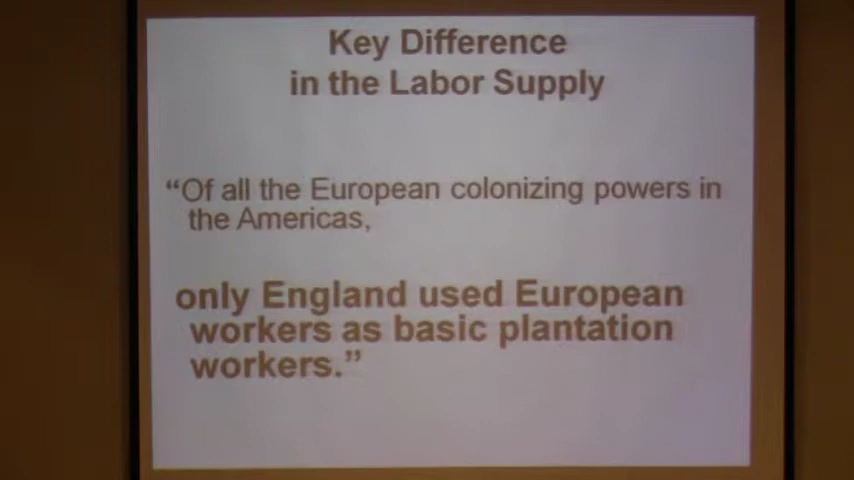 Key Difference
in the Labor Supply
“Of all the European colonizing powers in
the Americas,
only England used European
workers as basic plantation
workers.”